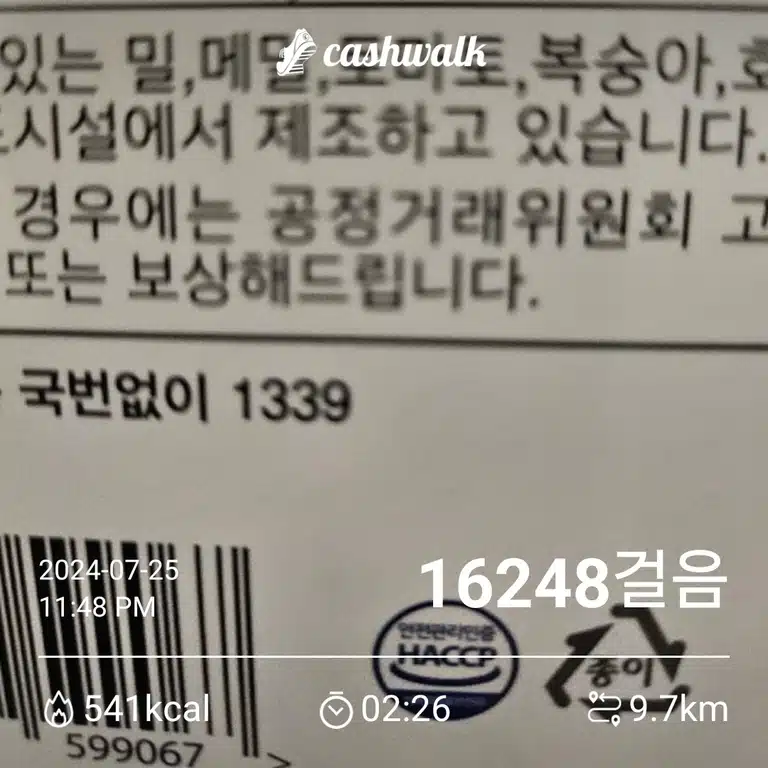 cashwalk
있는 밀,메밀,토마토,복숭아,호
시설에서 제조하고 있습니다.
경우에는 공정거래위원회 고
또는 보상해드립니다.
국번없이 1339
2024-07-25
11:48 PM
16248걸음
안전관리인증
HACCP
종이
541kcal
02:26
9.7km
599067 >